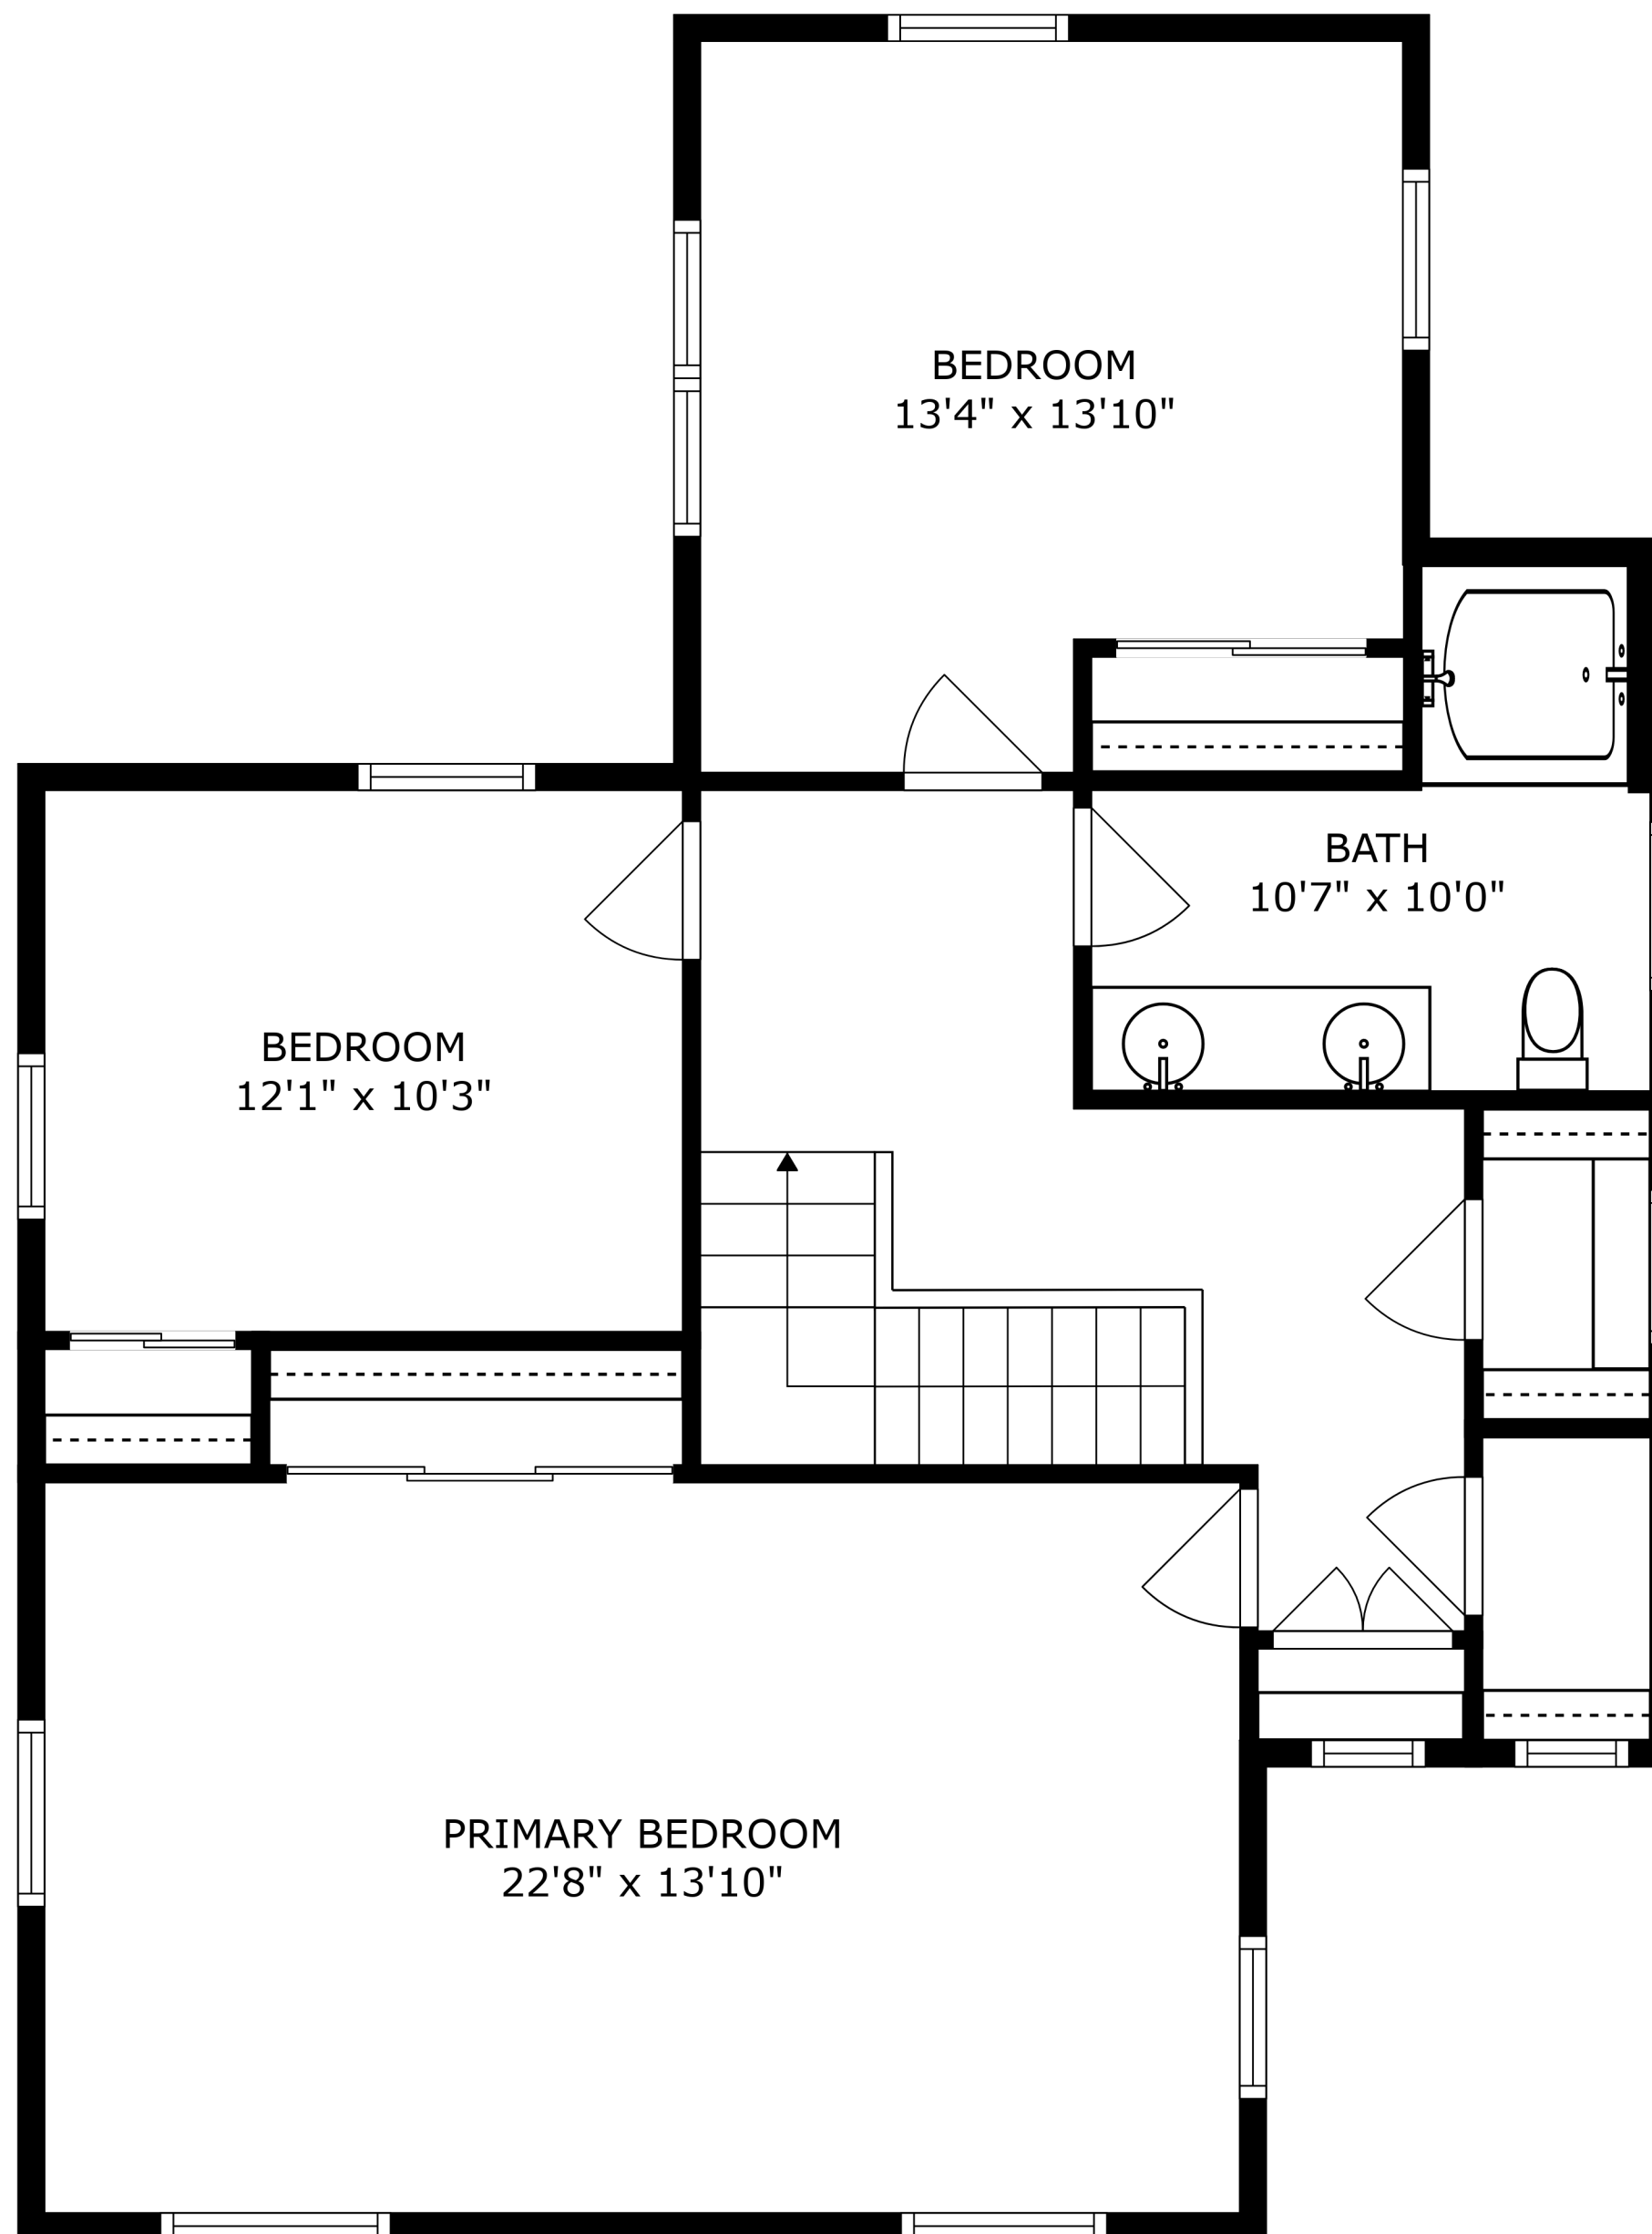 BEDROOM
13'4" x 13'10"
BATH
10'7" x 10'0"
BEDROOM
12'1" x 10'3"
PRIMARY BEDROOM
22'8" x 13'10"